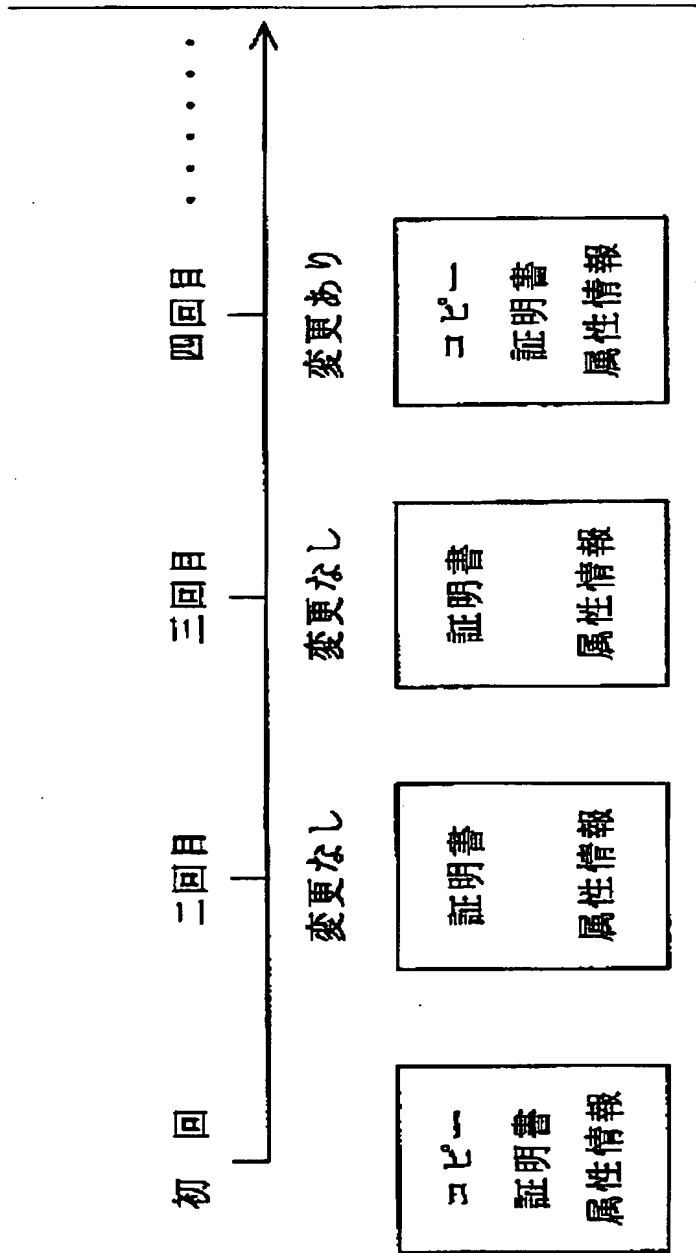 初 回
二回目
三回目
四回目
・・・・・・
変更なし
変更なし
変更あり
コピー
証明書
属性情報
証明書
属性情報
証明書
属性情報
コピー
証明書
属性情報